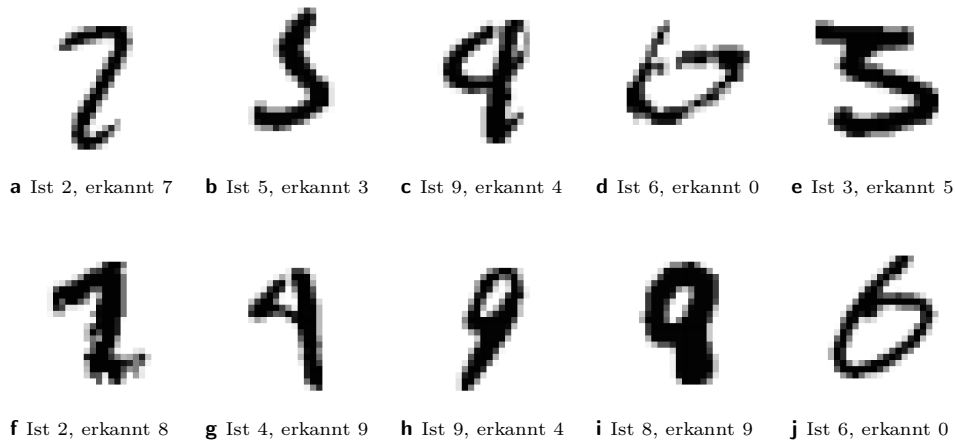 a Ist 2, erkannt 7
b Ist 5, erkannt 3
c Ist 9, erkannt 4
d Ist 6, erkannt 0
e Ist 3, erkannt 5
f Ist 2, erkannt 8
g Ist 4, erkannt 9
h Ist 9, erkannt 4
i Ist 8, erkannt 9
j Ist 6, erkannt 0